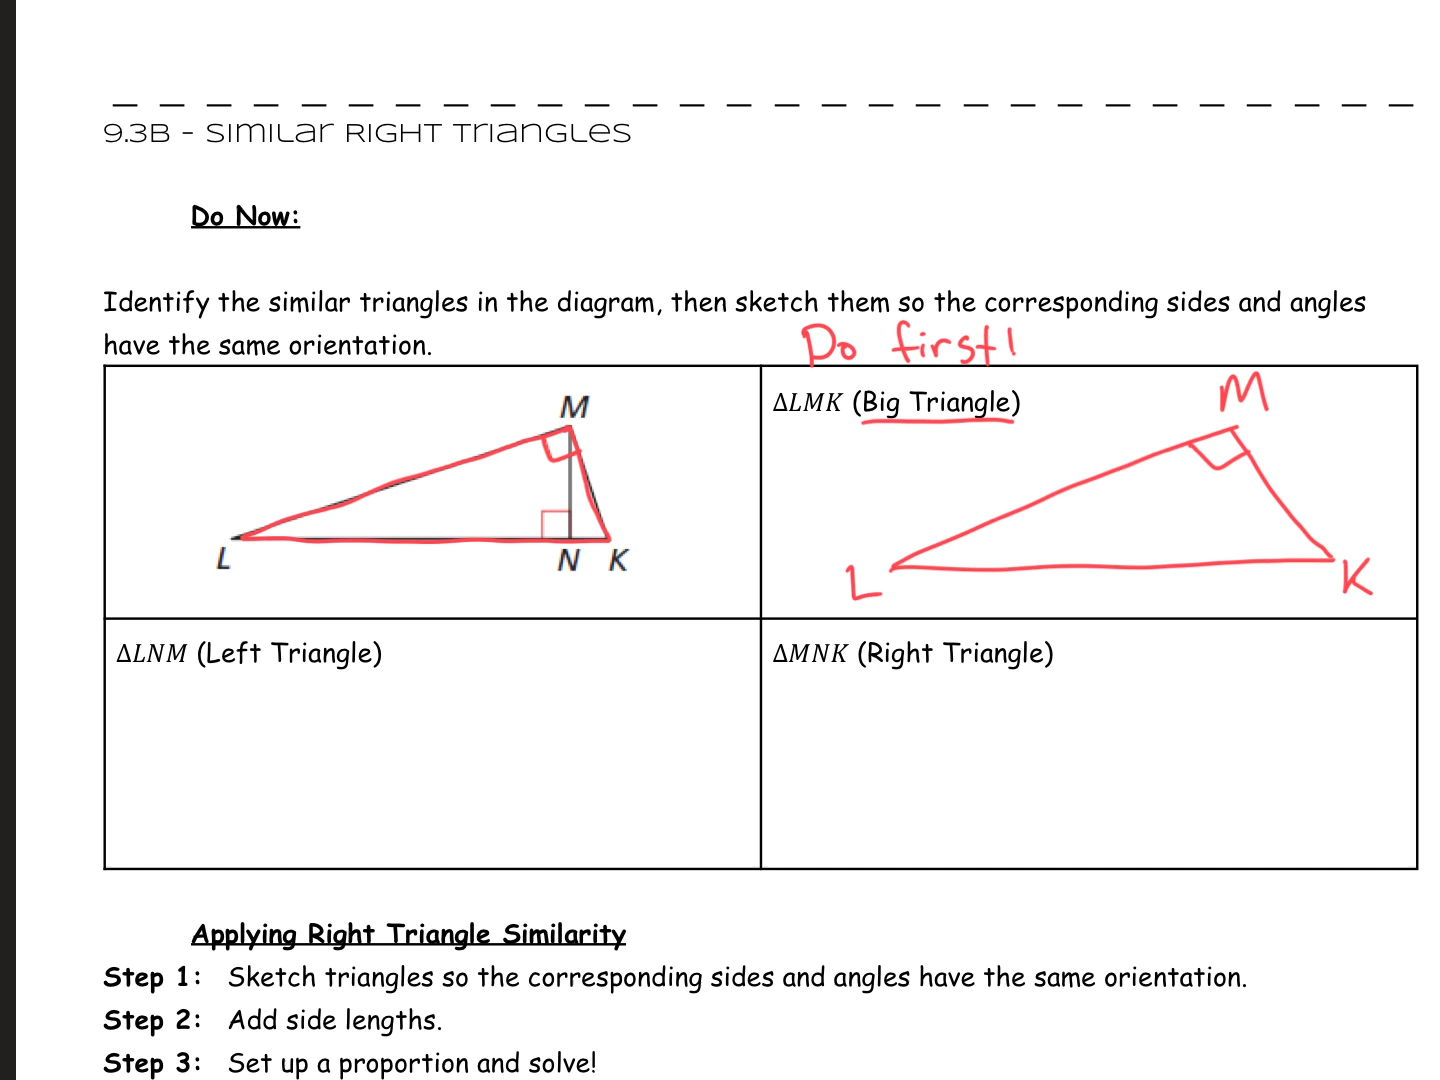 9.3B - Similar Right Triangles
Do Now:
Identify the similar triangles in the diagram, then sketch them so the corresponding sides and angles
have the same orientation.
Do first!
M
L
N K
ΔLMK (Big Triangle)
M
L
K
ΔLNM (Left Triangle)
ΔMNK (Right Triangle)
Applying Right Triangle Similarity
Step 1: Sketch triangles so the corresponding sides and angles have the same orientation.
Step 2: Add side lengths.
Step 3: Set up a proportion and solve!